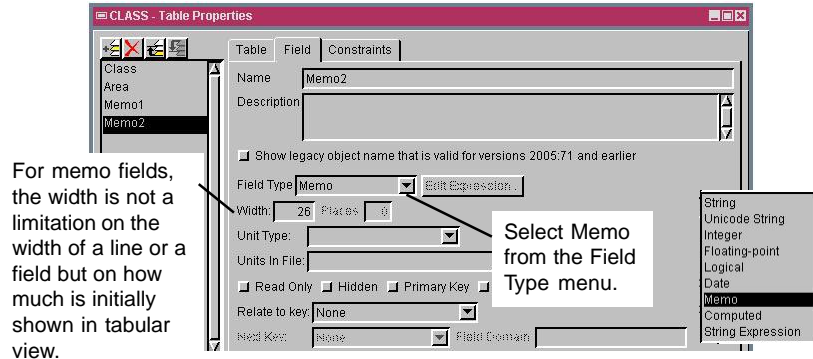 CLASS - Table Properties
Table Field Constraints
Class
Area
Memo1
Memo2
Name Memo2
Description
Show legacy object name that is valid for versions 2005:71 and earlier
Field Type Memo Edit Expression...
Width: 26 Places 0
Unit Type:
Units In File:
Read Only Hidden Primary Key
Relate to key: None
Next Key: None Field Domain
For memo fields,
the width is not a
limitation on the
width of a line or a
field but on how
much is initially
shown in tabular
view.
Select Memo
from the Field
Type menu.
String
Unicode String
Integer
Floating-point
Logical
Date
Memo
Computed
String Expression